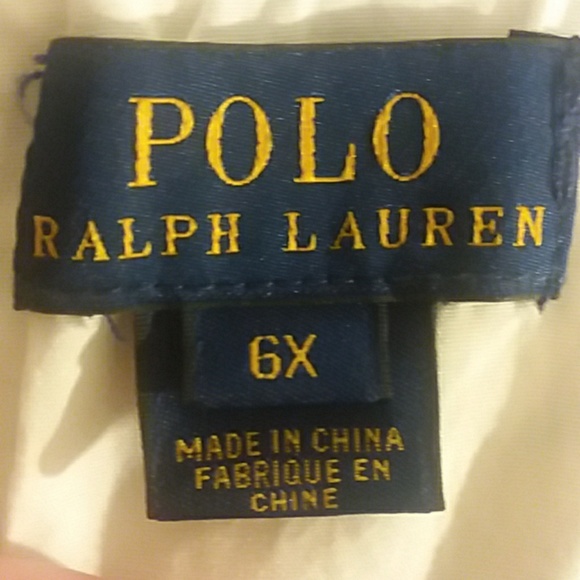 POLO
RALPH LAUREN
6X
MADE IN CHINA
FABRIQUE EN
CHINE